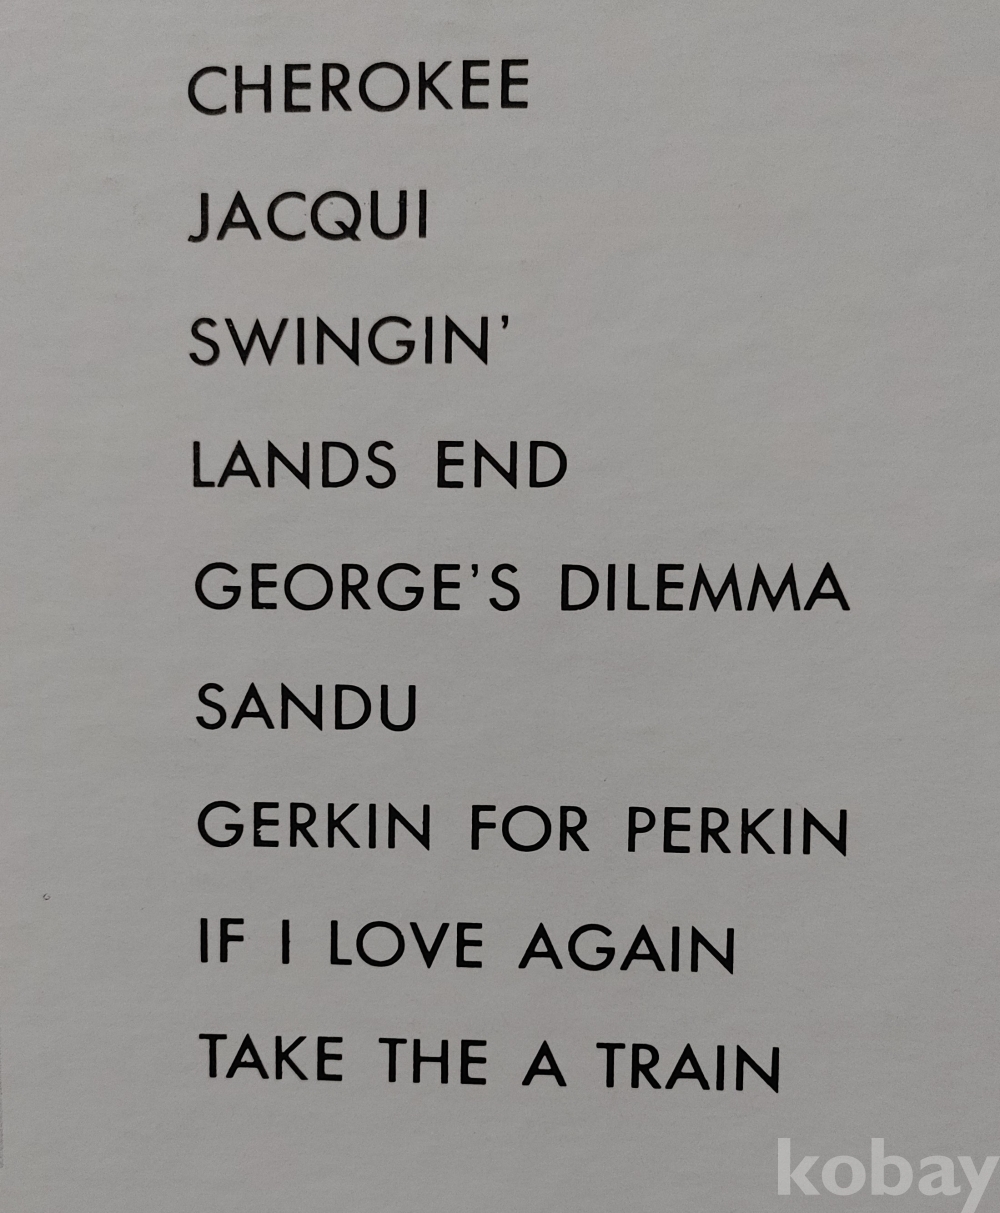 CHEROKEE
JACQUI
SWINGIN’
LANDS END
GEORGE’S DILEMMA
SANDU
GERKIN FOR PERKIN
IF I LOVE AGAIN
TAKE THE A TRAIN
kobay